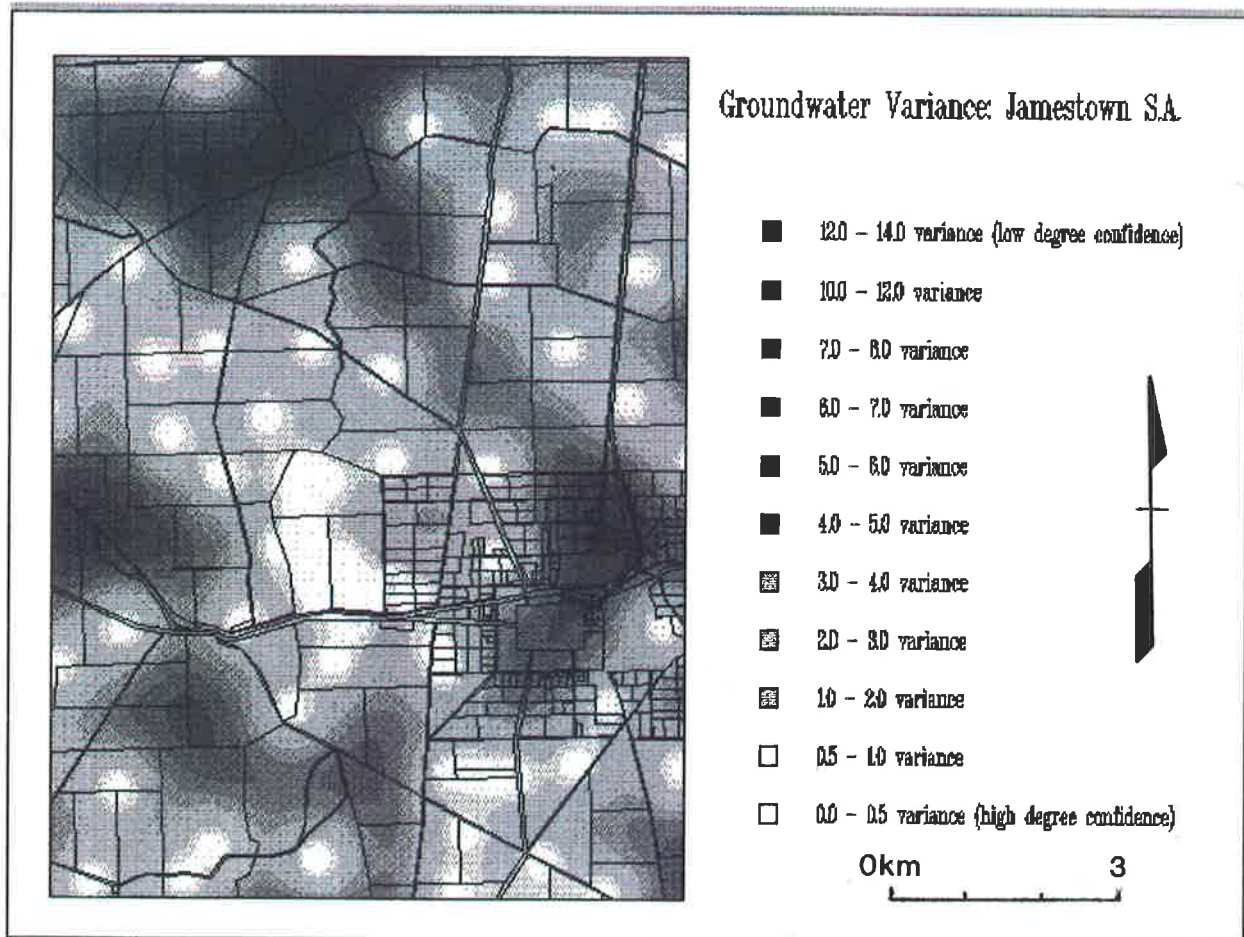 Groundwater Variance: Jamestown S.A.
12.0 - 14.0 variance (low degree confidence)
10.0 - 12.0 variance
7.0 - 8.0 variance
6.0 - 7.0 variance
5.0 - 6.0 variance
4.0 - 5.0 variance
3.0 - 4.0 variance
2.0 - 3.0 variance
1.0 - 2.0 variance
0.5 - 1.0 variance
0.0 - 0.5 variance (high degree confidence)
0km 3